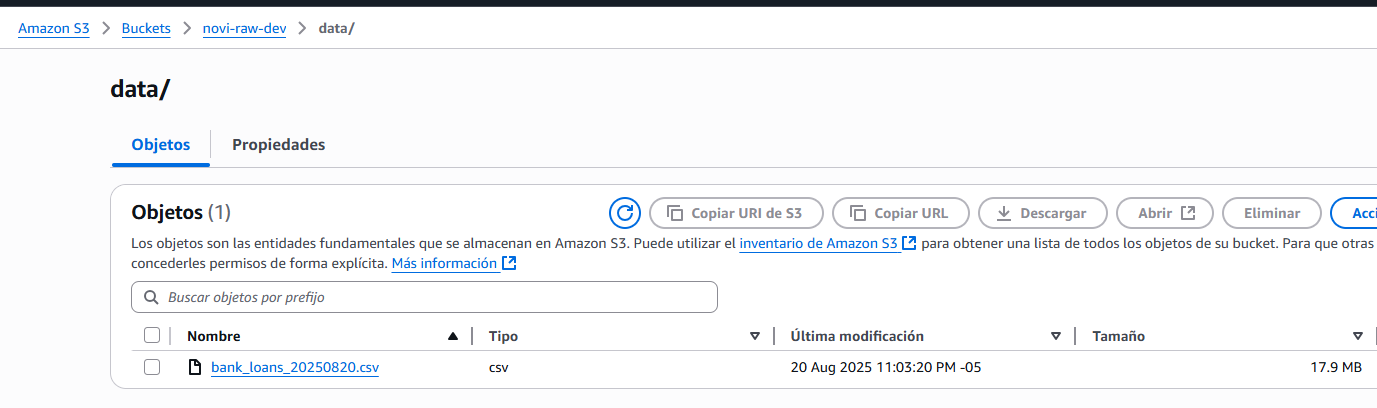 Amazon S3 > Buckets > novi-raw-dev > data/
data/
Objetos Propiedades
Objetos (1) Copiar URI de S3 Copiar URL Descargar Abrir Eliminar Acci
Los objetos son las entidades fundamentales que se almacenan en Amazon S3. Puede utilizar el inventario de Amazon S3 para obtener una lista de todos los objetos de su bucket. Para que otras
concederles permisos de forma explícita. Más información
Buscar objetos por prefijo
Nombre Tipo Última modificación Tamaño
bank_loans_20250820.csv csv 20 Aug 2025 11:03:20 PM -05 17.9 MB